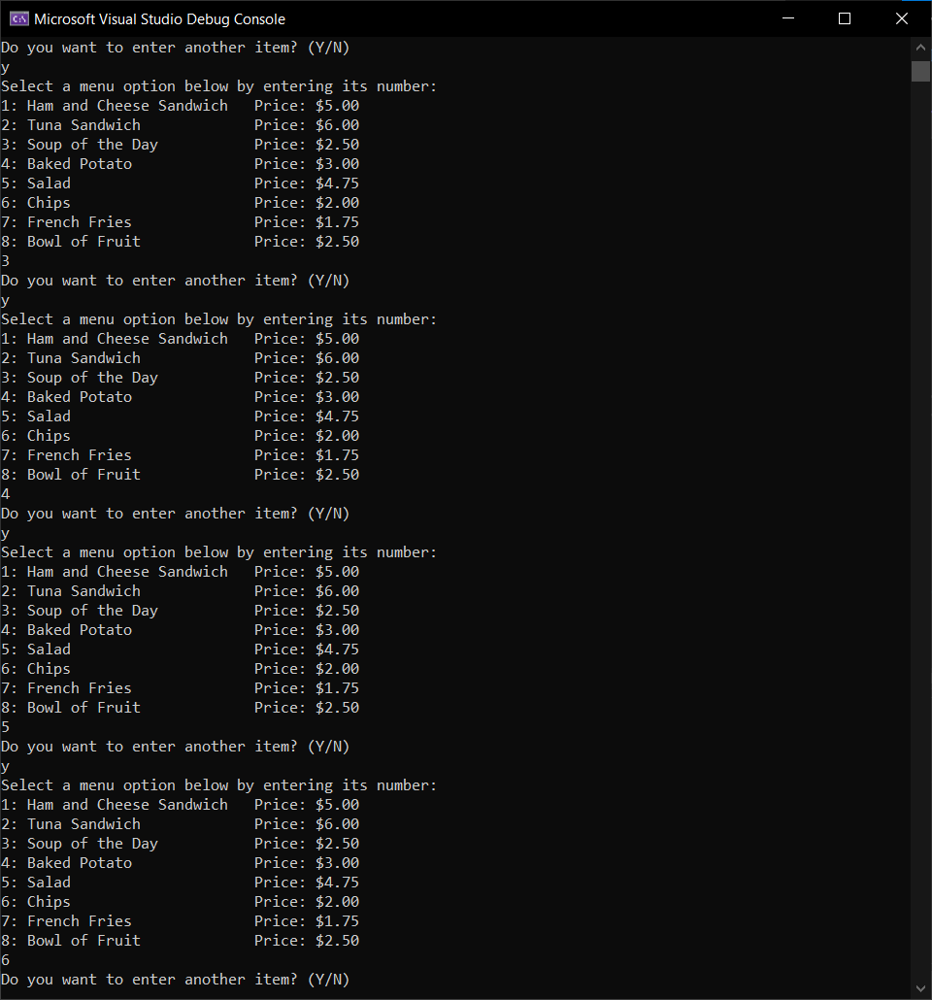 Microsoft Visual Studio Debug Console
Do you want to enter another item? (Y/N)
y
Select a menu option below by entering its number:
1: Ham and Cheese Sandwich   Price: $5.00
2: Tuna Sandwich             Price: $6.00
3: Soup of the Day           Price: $2.50
4: Baked Potato              Price: $3.00
5: Salad                     Price: $4.75
6: Chips                     Price: $2.00
7: French Fries              Price: $1.75
8: Bowl of Fruit             Price: $2.50
3
Do you want to enter another item? (Y/N)
y
Select a menu option below by entering its number:
1: Ham and Cheese Sandwich   Price: $5.00
2: Tuna Sandwich             Price: $6.00
3: Soup of the Day           Price: $2.50
4: Baked Potato              Price: $3.00
5: Salad                     Price: $4.75
6: Chips                     Price: $2.00
7: French Fries              Price: $1.75
8: Bowl of Fruit             Price: $2.50
4
Do you want to enter another item? (Y/N)
y
Select a menu option below by entering its number:
1: Ham and Cheese Sandwich   Price: $5.00
2: Tuna Sandwich             Price: $6.00
3: Soup of the Day           Price: $2.50
4: Baked Potato              Price: $3.00
5: Salad                     Price: $4.75
6: Chips                     Price: $2.00
7: French Fries              Price: $1.75
8: Bowl of Fruit             Price: $2.50
5
Do you want to enter another item? (Y/N)
y
Select a menu option below by entering its number:
1: Ham and Cheese Sandwich   Price: $5.00
2: Tuna Sandwich             Price: $6.00
3: Soup of the Day           Price: $2.50
4: Baked Potato              Price: $3.00
5: Salad                     Price: $4.75
6: Chips                     Price: $2.00
7: French Fries              Price: $1.75
8: Bowl of Fruit             Price: $2.50
6
Do you want to enter another item? (Y/N)